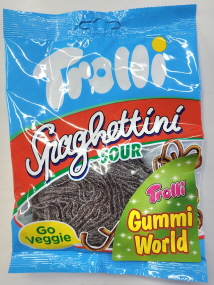 Trolli
Spaghettini
SOUR
Go
Veggie
Trolli
Gummi
World